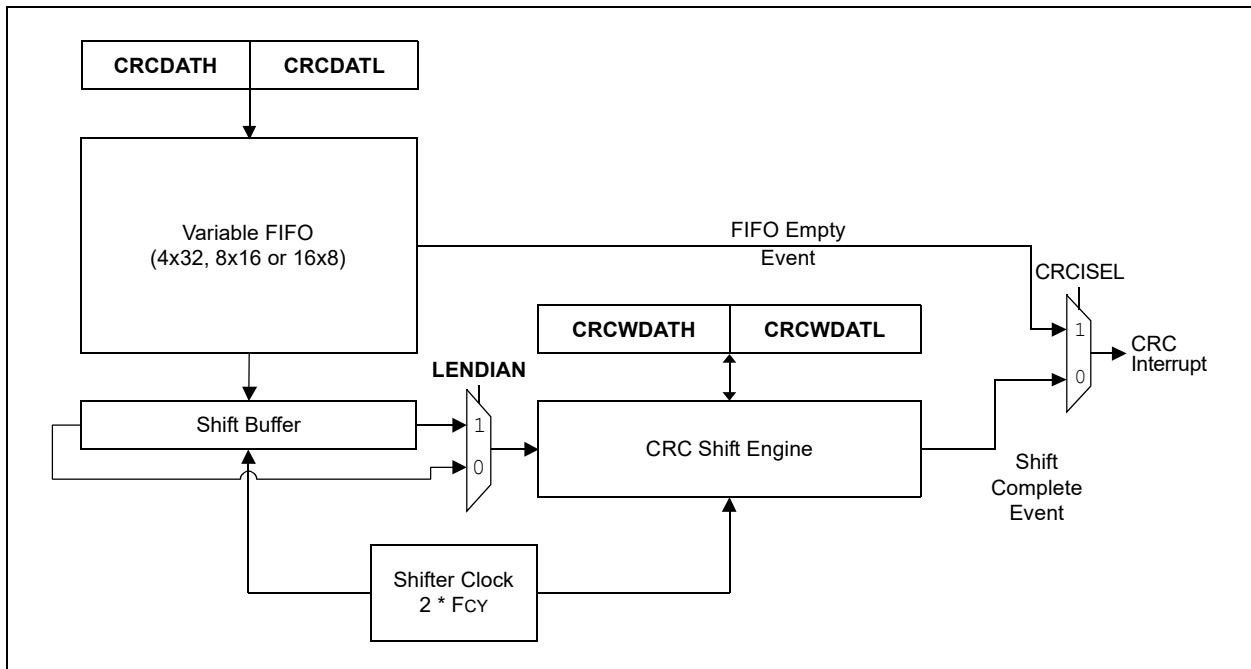 CRCDATH CRCDATL
Variable FIFO
(4x32, 8x16 or 16x8)
FIFO Empty
Event
CRCISEL
1
0
CRC
Interrupt
CRCWDATH CRCWDATL
LENDIAN
1
0
Shift Buffer
CRC Shift Engine
Shift
Complete
Event
Shifter Clock
2 * FCY